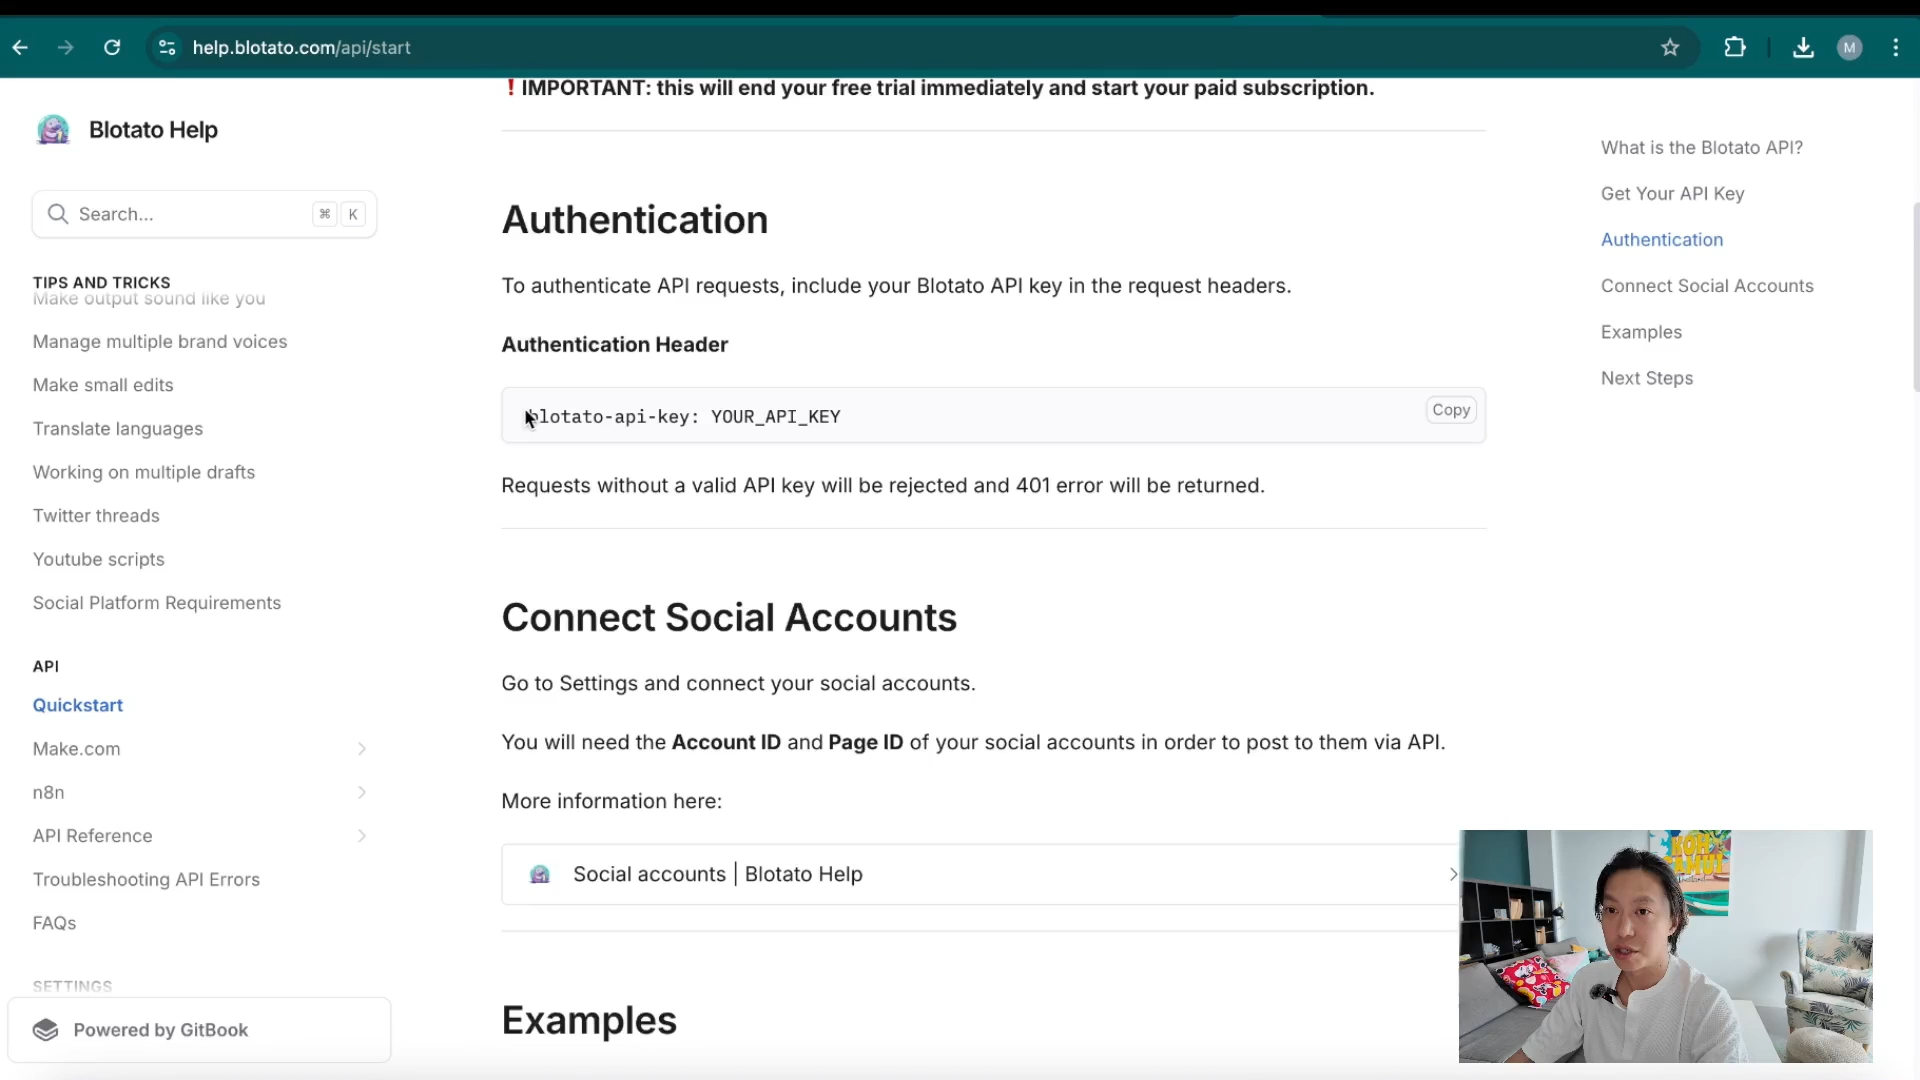 help.blotato.com/api/start
M
❗ IMPORTANT: this will end your free trial immediately and start your paid subscription.
Blotato Help
Search...
⌘ K
TIPS AND TRICKS
Make output sound like you
Manage multiple brand voices
Make small edits
Translate languages
Working on multiple drafts
Twitter threads
Youtube scripts
Social Platform Requirements
API
Quickstart
Make.com
n8n
API Reference
Troubleshooting API Errors
FAQs
SETTINGS
Powered by GitBook
Authentication
To authenticate API requests, include your Blotato API key in the request headers.
Authentication Header
blotato-api-key: YOUR_API_KEY
Copy
Requests without a valid API key will be rejected and 401 error will be returned.
Connect Social Accounts
Go to Settings and connect your social accounts.
You will need the Account ID and Page ID of your social accounts in order to post to them via API.
More information here:
Social accounts | Blotato Help
Examples
What is the Blotato API?
Get Your API Key
Authentication
Connect Social Accounts
Examples
Next Steps
KOH
SAMUI